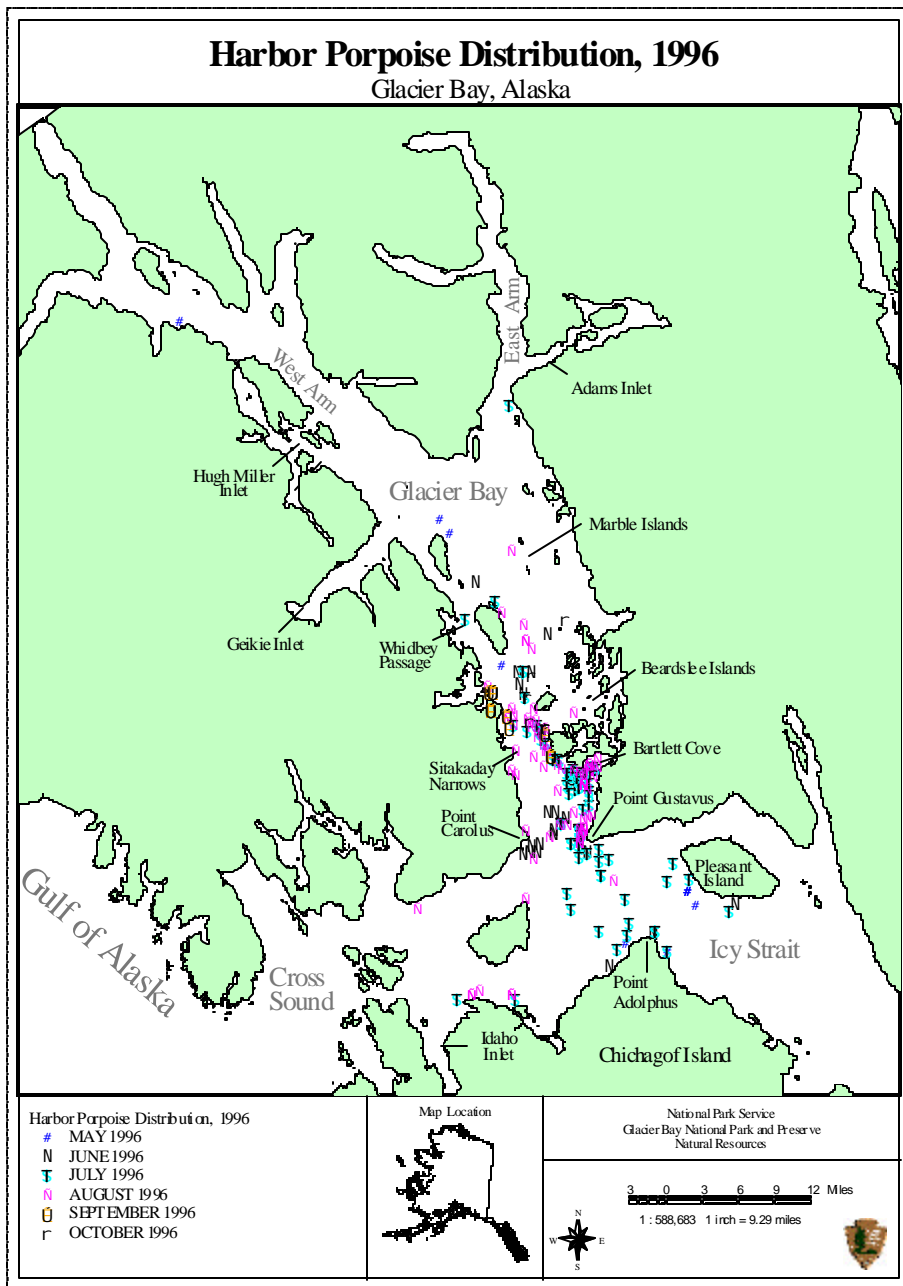 Harbor Porpoise Distribution, 1996
Glacier Bay, Alaska
East Arm
West Arm
Adams Inlet
Hugh Miller
Inlet
Glacier Bay
Marble Islands
Geikie Inlet
Whidbey
Passage
Beardslee Islands
Sitakaday
Narrows
Bartlett Cove
Point
Carolus
Point Gustavus
Pleasant
Island
Gulf of Alaska
Cross
Sound
Icy Strait
Point
Adolphus
Idaho
Inlet
Chichagof Island
Harbor Porpoise Distribution, 1996
# MAY 1996
N JUNE 1996
T JULY 1996
Ñ AUGUST 1996
Ú SEPTEMBER 1996
r OCTOBER 1996
Map Location
National Park Service
Glacier Bay National Park and Preserve
Natural Resources
3 0 3 6 9 12 Miles
1 : 588,683 1 inch = 9.29 miles
N
W E
S